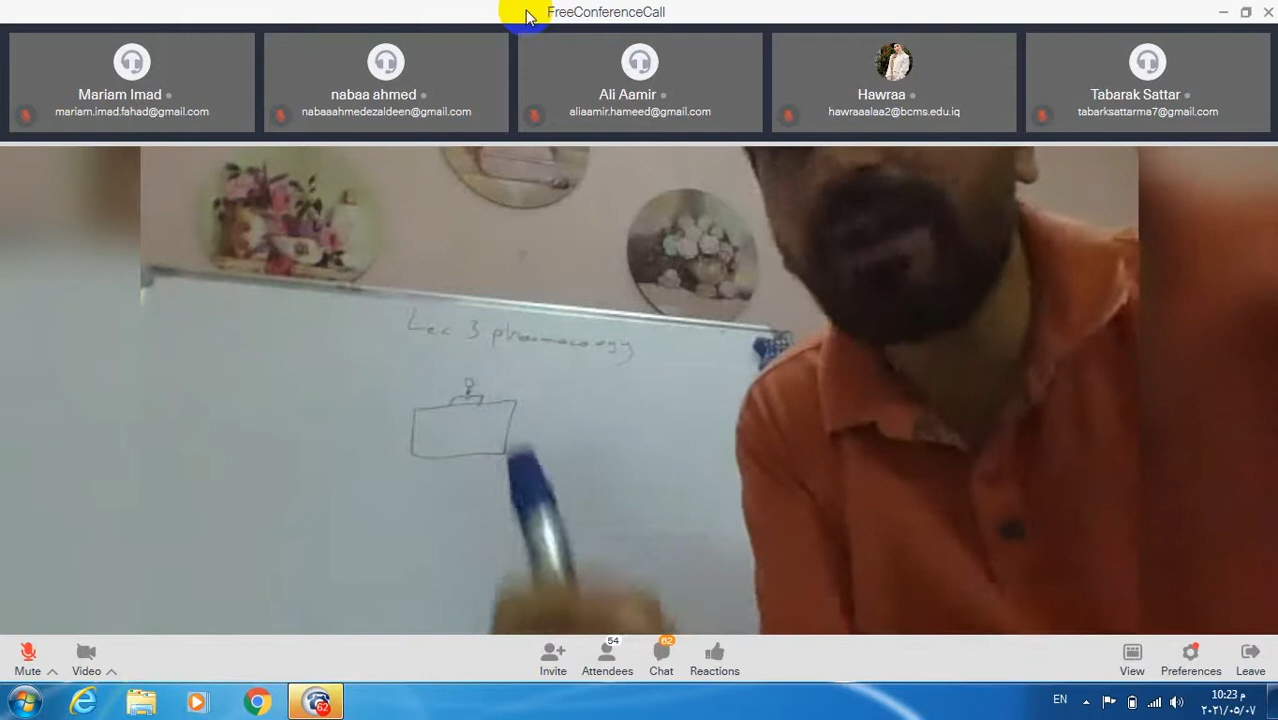 FreeConferenceCall
Mariam Imad
mariam.imad.fahad@gmail.com
nabaa ahmed
nabaaahmedezaldeen@gmail.com
Ali Aamir
aliaamir.hameed@gmail.com
Hawraa
hawraaalaa2@bcms.edu.iq
Tabarak Sattar
tabarksattarma7@gmail.com
Lec 3 pharmacology
54
62
Mute
Video
Invite
Attendees
Chat
Reactions
View
Preferences
Leave
62
EN
10:23 م
٢٠٢١/٠٥/٠٧